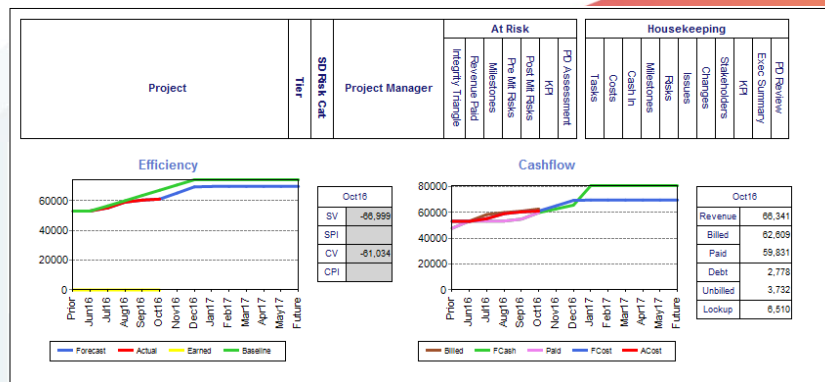 At Risk
Housekeeping
Project
Tier
SD Risk Cat
Project Manager
Integrity Triangle
Revenue Paid
Milestones
Pre Mit Risks
Post Mit Risks
KPI
PD Assessment
Tasks
Costs
Cash In
Milestones
Risks
Issues
Changes
Stakeholders
KPI
Exec Summary
PD Review
Efficiency
60000
40000
20000
0
Prior
Jun16
Jul16
Aug16
Sep16
Oct16
Nov16
Dec16
Jan17
Feb17
Mar17
Apr17
May17
Future
Forecast Actual Earned Baseline
Oct16
SV -66,999
SPI
CV -61,034
CPI
Cashflow
80000
60000
40000
20000
0
Prior
Jun16
Jul16
Aug16
Sep16
Oct16
Nov16
Dec16
Jan17
Feb17
Mar17
Apr17
May17
Future
Billed FCash Paid FCost ACost
Oct16
Revenue 66,341
Billed 62,609
Paid 59,831
Debt 2,778
Unbilled 3,732
Lookup 6,510